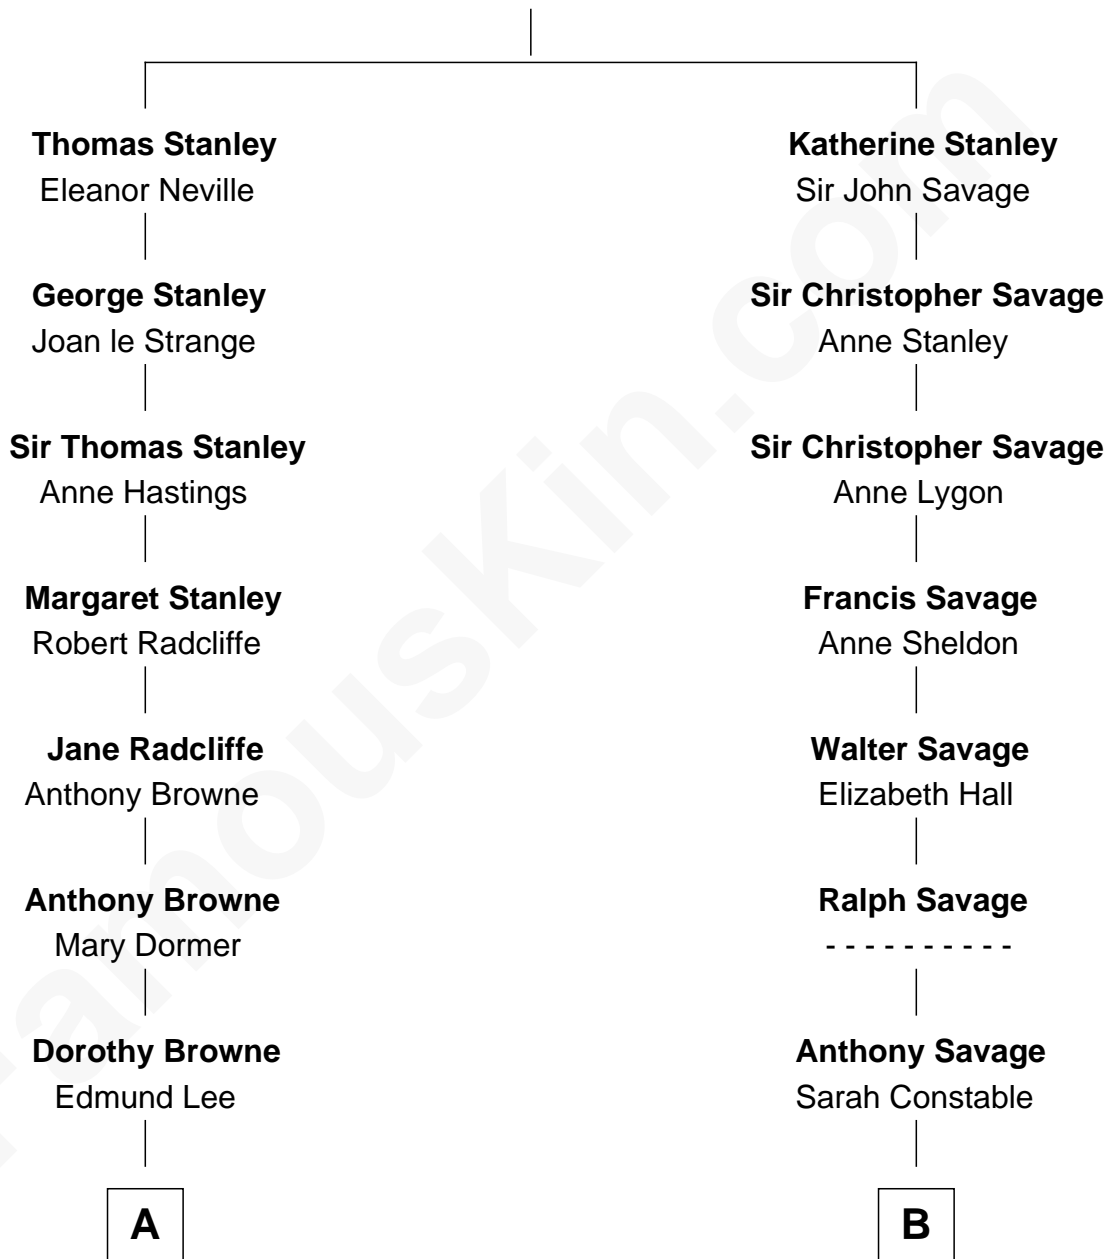 Thomas Stanley
Eleanor Neville
George Stanley
Joan le Strange
Sir Thomas Stanley
Anne Hastings
Margaret Stanley
Robert Radcliffe
Jane Radcliffe
Anthony Browne
Anthony Browne
Mary Dormer
Dorothy Browne
Edmund Lee
A
Katherine Stanley
Sir John Savage
Sir Christopher Savage
Anne Stanley
Sir Christopher Savage
Anne Lygon
Francis Savage
Anne Sheldon
Walter Savage
Elizabeth Hall
Ralph Savage
- - - - - - - - - -
Anthony Savage
Sarah Constable
B
FamousKin.com